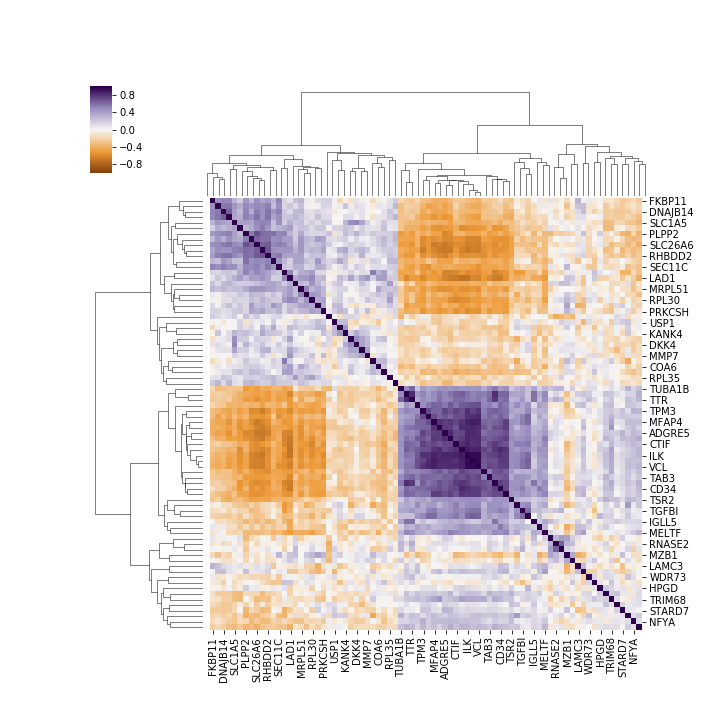 0.8
0.4
0.0
−0.4
−0.8
FKBP11
DNAJB14
SLC1A5
PLPP2
SLC26A6
RHBDD2
SEC11C
LAD1
MRPL51
RPL30
PRKCSH
USP1
KANK4
DKK4
MMP7
COA6
RPL35
TUBA1B
TTR
TPM3
MFAP4
ADGRE5
CTIF
ILK
VCL
TAB3
CD34
TSR2
TGFBI
IGLL5
MELTF
RNASE2
MZB1
LAMC3
WDR73
HPGD
TRIM68
STARD7
NFYA
FKBP11
DNAJB14
SLC1A5
PLPP2
SLC26A6
RHBDD2
SEC11C
LAD1
MRPL51
RPL30
PRKCSH
USP1
KANK4
DKK4
MMP7
COA6
RPL35
TUBA1B
TTR
TPM3
MFAP4
ADGRE5
CTIF
ILK
VCL
TAB3
CD34
TSR2
TGFBI
IGLL5
MELTF
RNASE2
MZB1
LAMC3
WDR73
HPGD
TRIM68
STARD7
NFYA